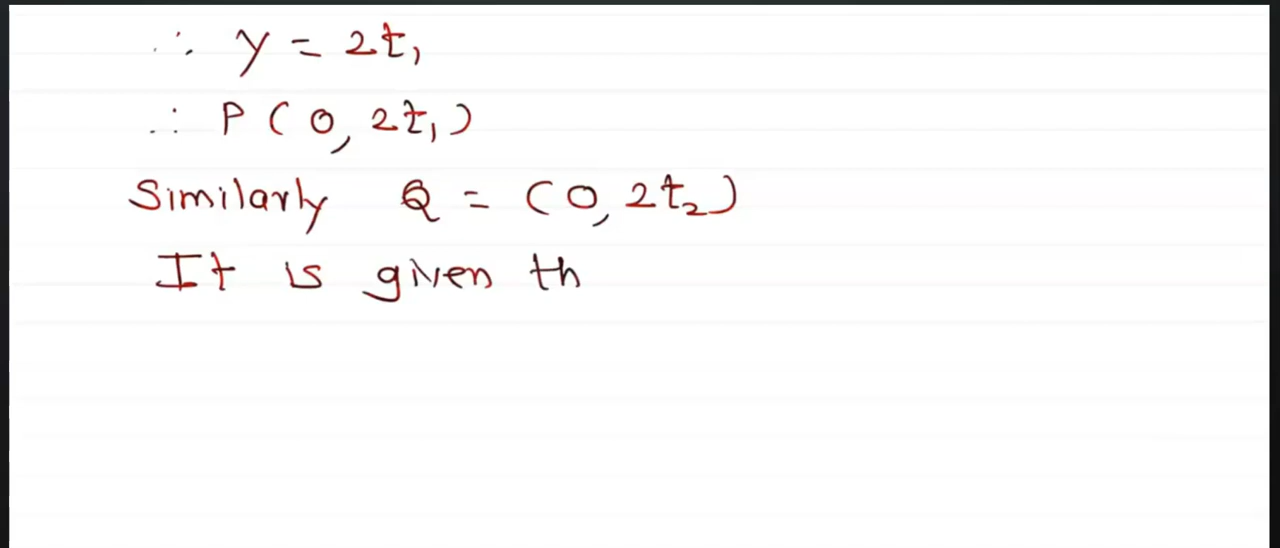 ∴ y = 2t₁
∴ P(0, 2t₁)
Similarly Q = (0, 2t₂)
It is given th